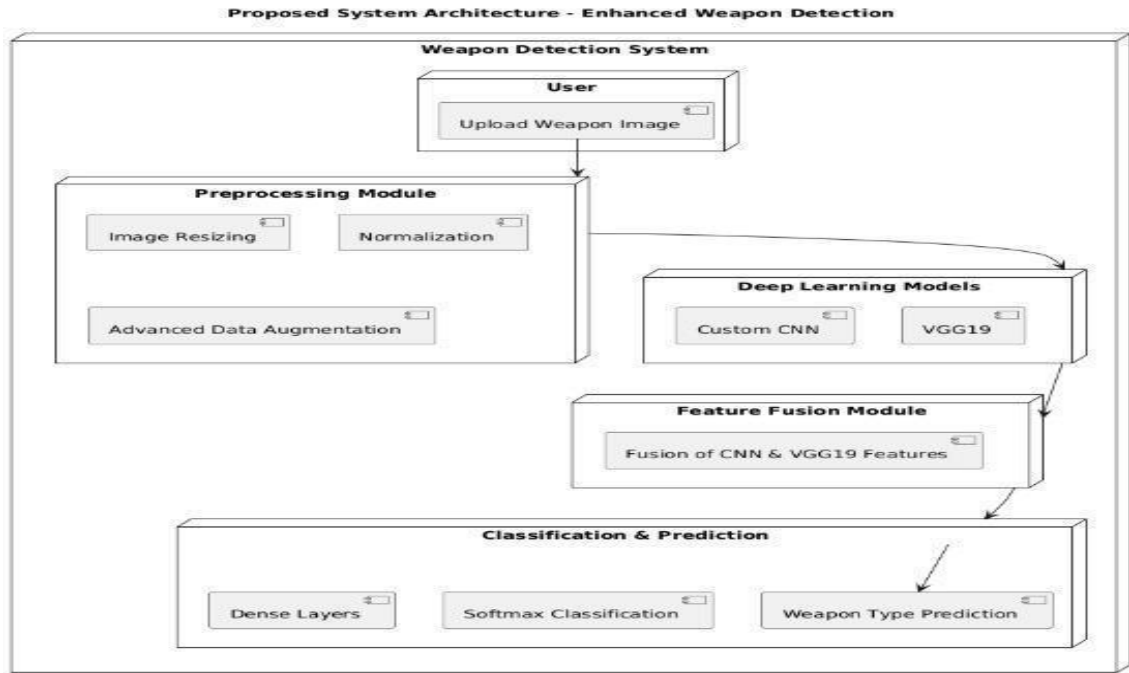 Proposed System Architecture - Enhanced Weapon Detection
Weapon Detection System
User
Upload Weapon Image
Preprocessing Module
Image Resizing
Normalization
Advanced Data Augmentation
Deep Learning Models
Custom CNN
VGG19
Feature Fusion Module
Fusion of CNN & VGG19 Features
Classification & Prediction
Dense Layers
Softmax Classification
Weapon Type Prediction